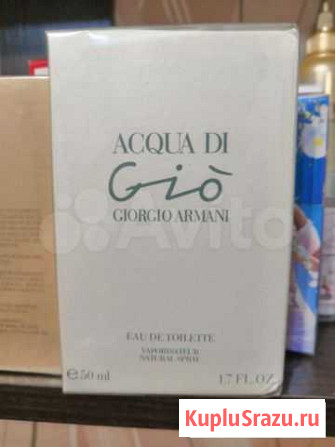 ACQUA DI
Giò
GIORGIO ARMANI
Avito
EAU DE TOILETTE
VAPORISATEUR
NATURAL SPRAY
e 50 ml 1.7 FL.OZ.
KupluSrazu.ru